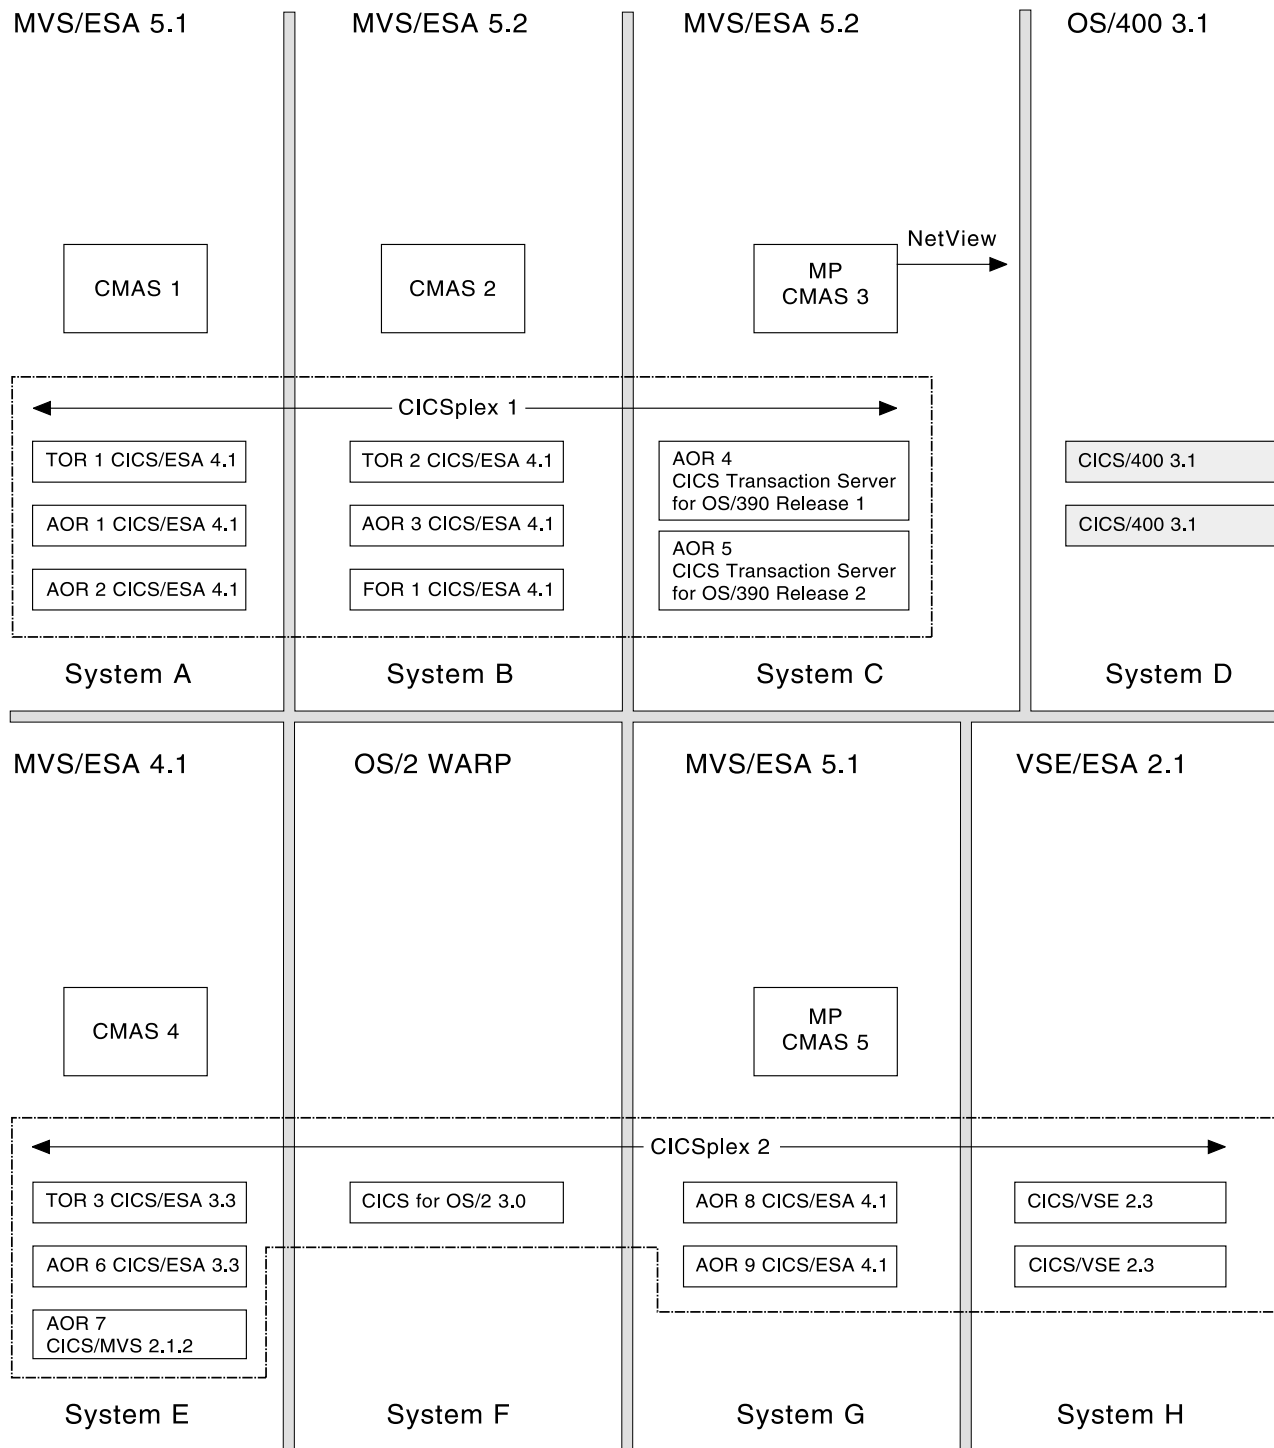 MVS/ESA 5.1
MVS/ESA 5.2
MVS/ESA 5.2
OS/400 3.1
NetView
CMAS 1
CMAS 2
MP
CMAS 3
CICSplex 1
TOR 1 CICS/ESA 4.1
TOR 2 CICS/ESA 4.1
AOR 4
CICS Transaction Server
for OS/390 Release 1
CICS/400 3.1
AOR 1 CICS/ESA 4.1
AOR 3 CICS/ESA 4.1
CICS/400 3.1
AOR 5
CICS Transaction Server
for OS/390 Release 2
AOR 2 CICS/ESA 4.1
FOR 1 CICS/ESA 4.1
System A
System B
System C
System D
MVS/ESA 4.1
OS/2 WARP
MVS/ESA 5.1
VSE/ESA 2.1
CMAS 4
MP
CMAS 5
CICSplex 2
TOR 3 CICS/ESA 3.3
CICS for OS/2 3.0
AOR 8 CICS/ESA 4.1
CICS/VSE 2.3
AOR 6 CICS/ESA 3.3
AOR 9 CICS/ESA 4.1
CICS/VSE 2.3
AOR 7
CICS/MVS 2.1.2
System E
System F
System G
System H